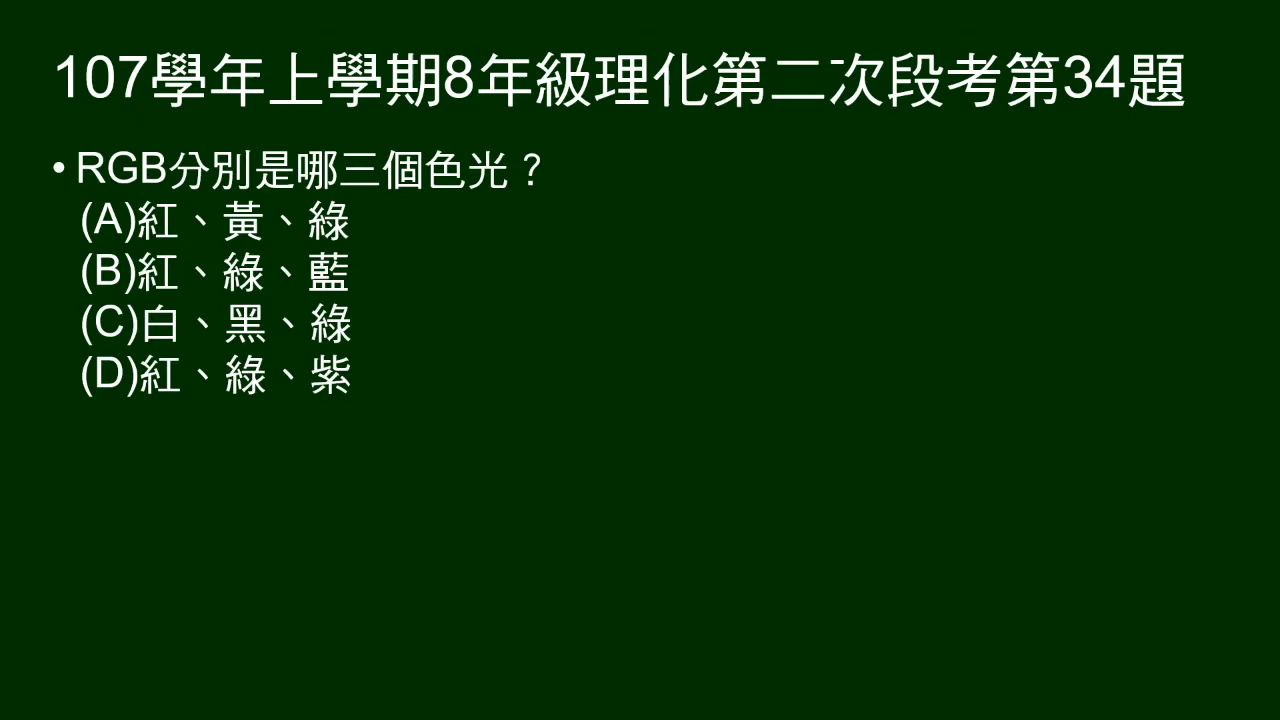 107學年上學期8年級理化第二次段考第34題
• RGB分別是哪三個色光？
(A)紅、黃、綠
(B)紅、綠、藍
(C)白、黑、綠
(D)紅、綠、紫